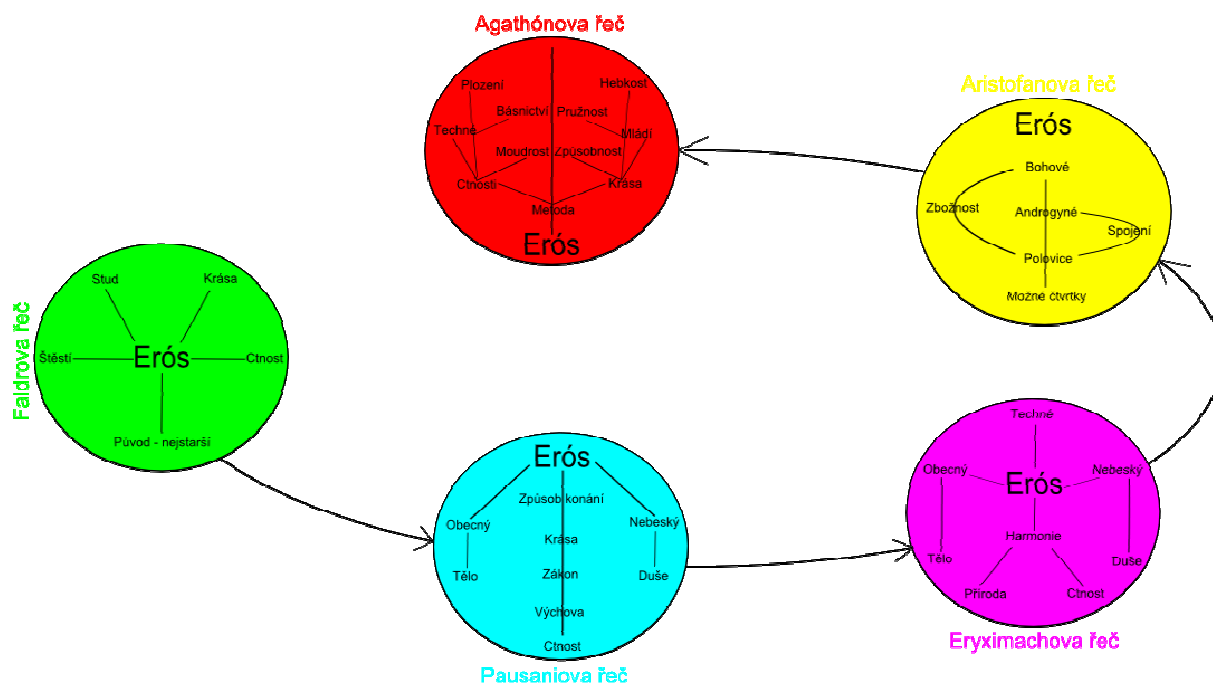 Agathónova řeč
Plození
Hebkost
Básnictví
Pružnost
Techné
Mládí
Moudrost
Způsobnost
Ctnosti
Krása
Metoda
Erós
Aristofanova řeč
Erós
Bohové
Zbožnost
Androgyné
Spojení
Polovice
Možné čtvrtky
Faidrova řeč
Stud
Krása
Štěstí
Erós
Ctnost
Původ - nejstarší
Erós
Způsob konání
Obecný
Nebeský
Krása
Tělo
Zákon
Duše
Výchova
Ctnost
Pausaniova řeč
Techné
Obecný
Nebeský
Erós
Harmonie
Tělo
Duše
Příroda
Ctnost
Eryximachova řeč